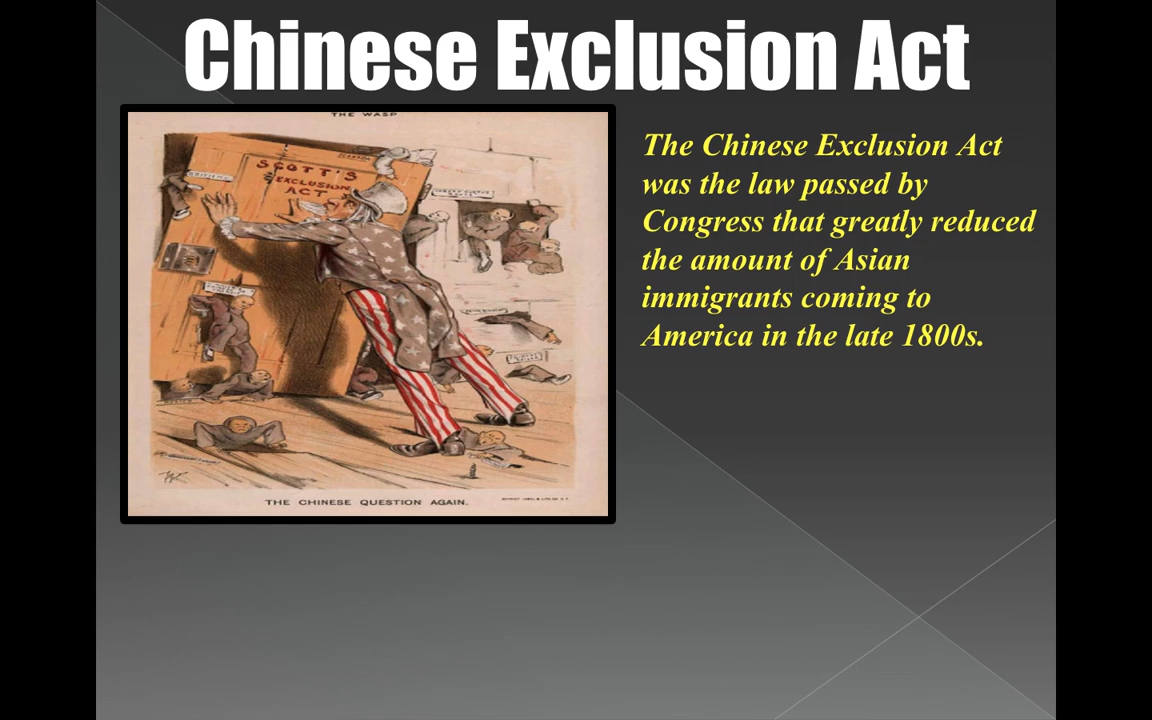 Chinese Exclusion Act
THE WASP
SCOTT'S
EXCLUSION
ACT
THE CHINESE QUESTION AGAIN.
The Chinese Exclusion Act
was the law passed by
Congress that greatly reduced
the amount of Asian
immigrants coming to
America in the late 1800s.